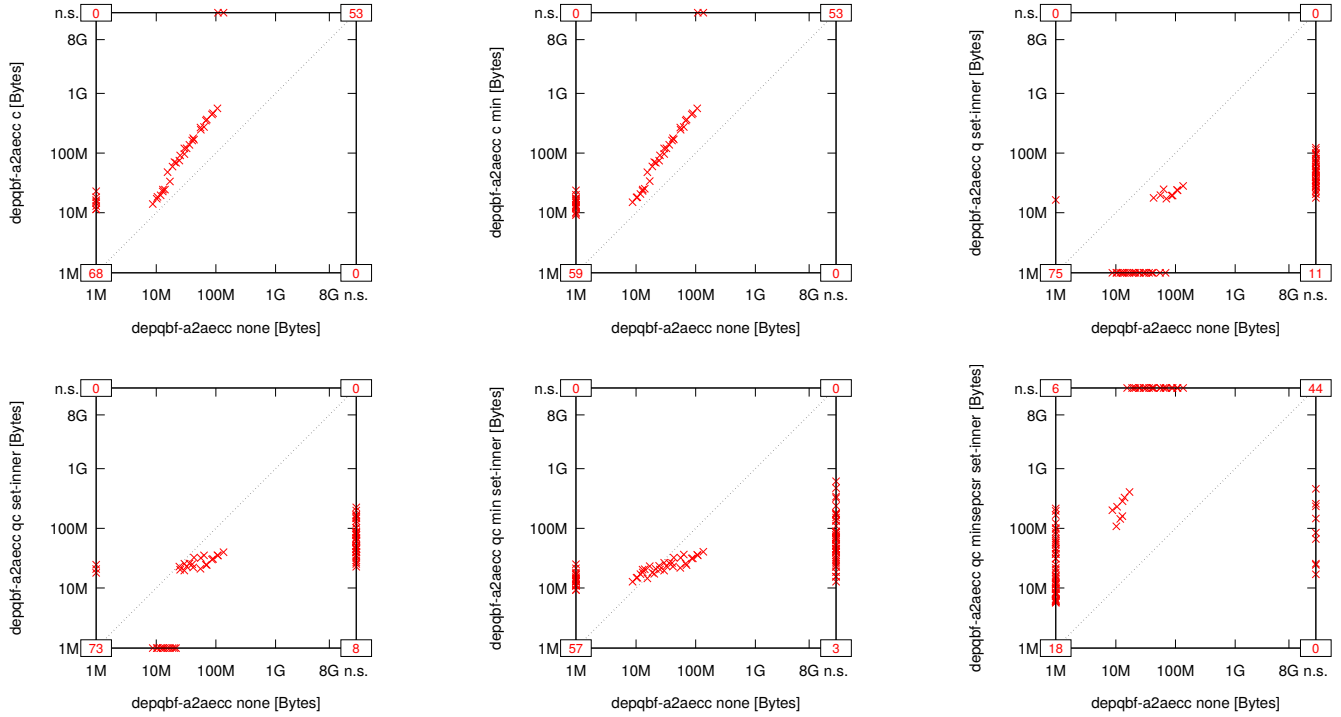 n.s. 0 53
8G
1G
100M
10M
1M 68 0
1M 10M 100M 1G 8G n.s.
depqbf-a2aecc none [Bytes]
depqbf-a2aecc c [Bytes]
n.s. 0 53
8G
1G
100M
10M
1M 59 0
1M 10M 100M 1G 8G n.s.
depqbf-a2aecc none [Bytes]
depqbf-a2aecc c min [Bytes]
n.s. 0 0
8G
1G
100M
10M
1M 75 11
1M 10M 100M 1G 8G n.s.
depqbf-a2aecc none [Bytes]
depqbf-a2aecc q set-inner [Bytes]
n.s. 0 0
8G
1G
100M
10M
1M 73 8
1M 10M 100M 1G 8G n.s.
depqbf-a2aecc none [Bytes]
depqbf-a2aecc qc set-inner [Bytes]
n.s. 0 0
8G
1G
100M
10M
1M 57 3
1M 10M 100M 1G 8G n.s.
depqbf-a2aecc none [Bytes]
depqbf-a2aecc qc min set-inner [Bytes]
n.s. 6 44
8G
1G
100M
10M
1M 18 0
1M 10M 100M 1G 8G n.s.
depqbf-a2aecc none [Bytes]
depqbf-a2aecc qc minsepcsr set-inner [Bytes]